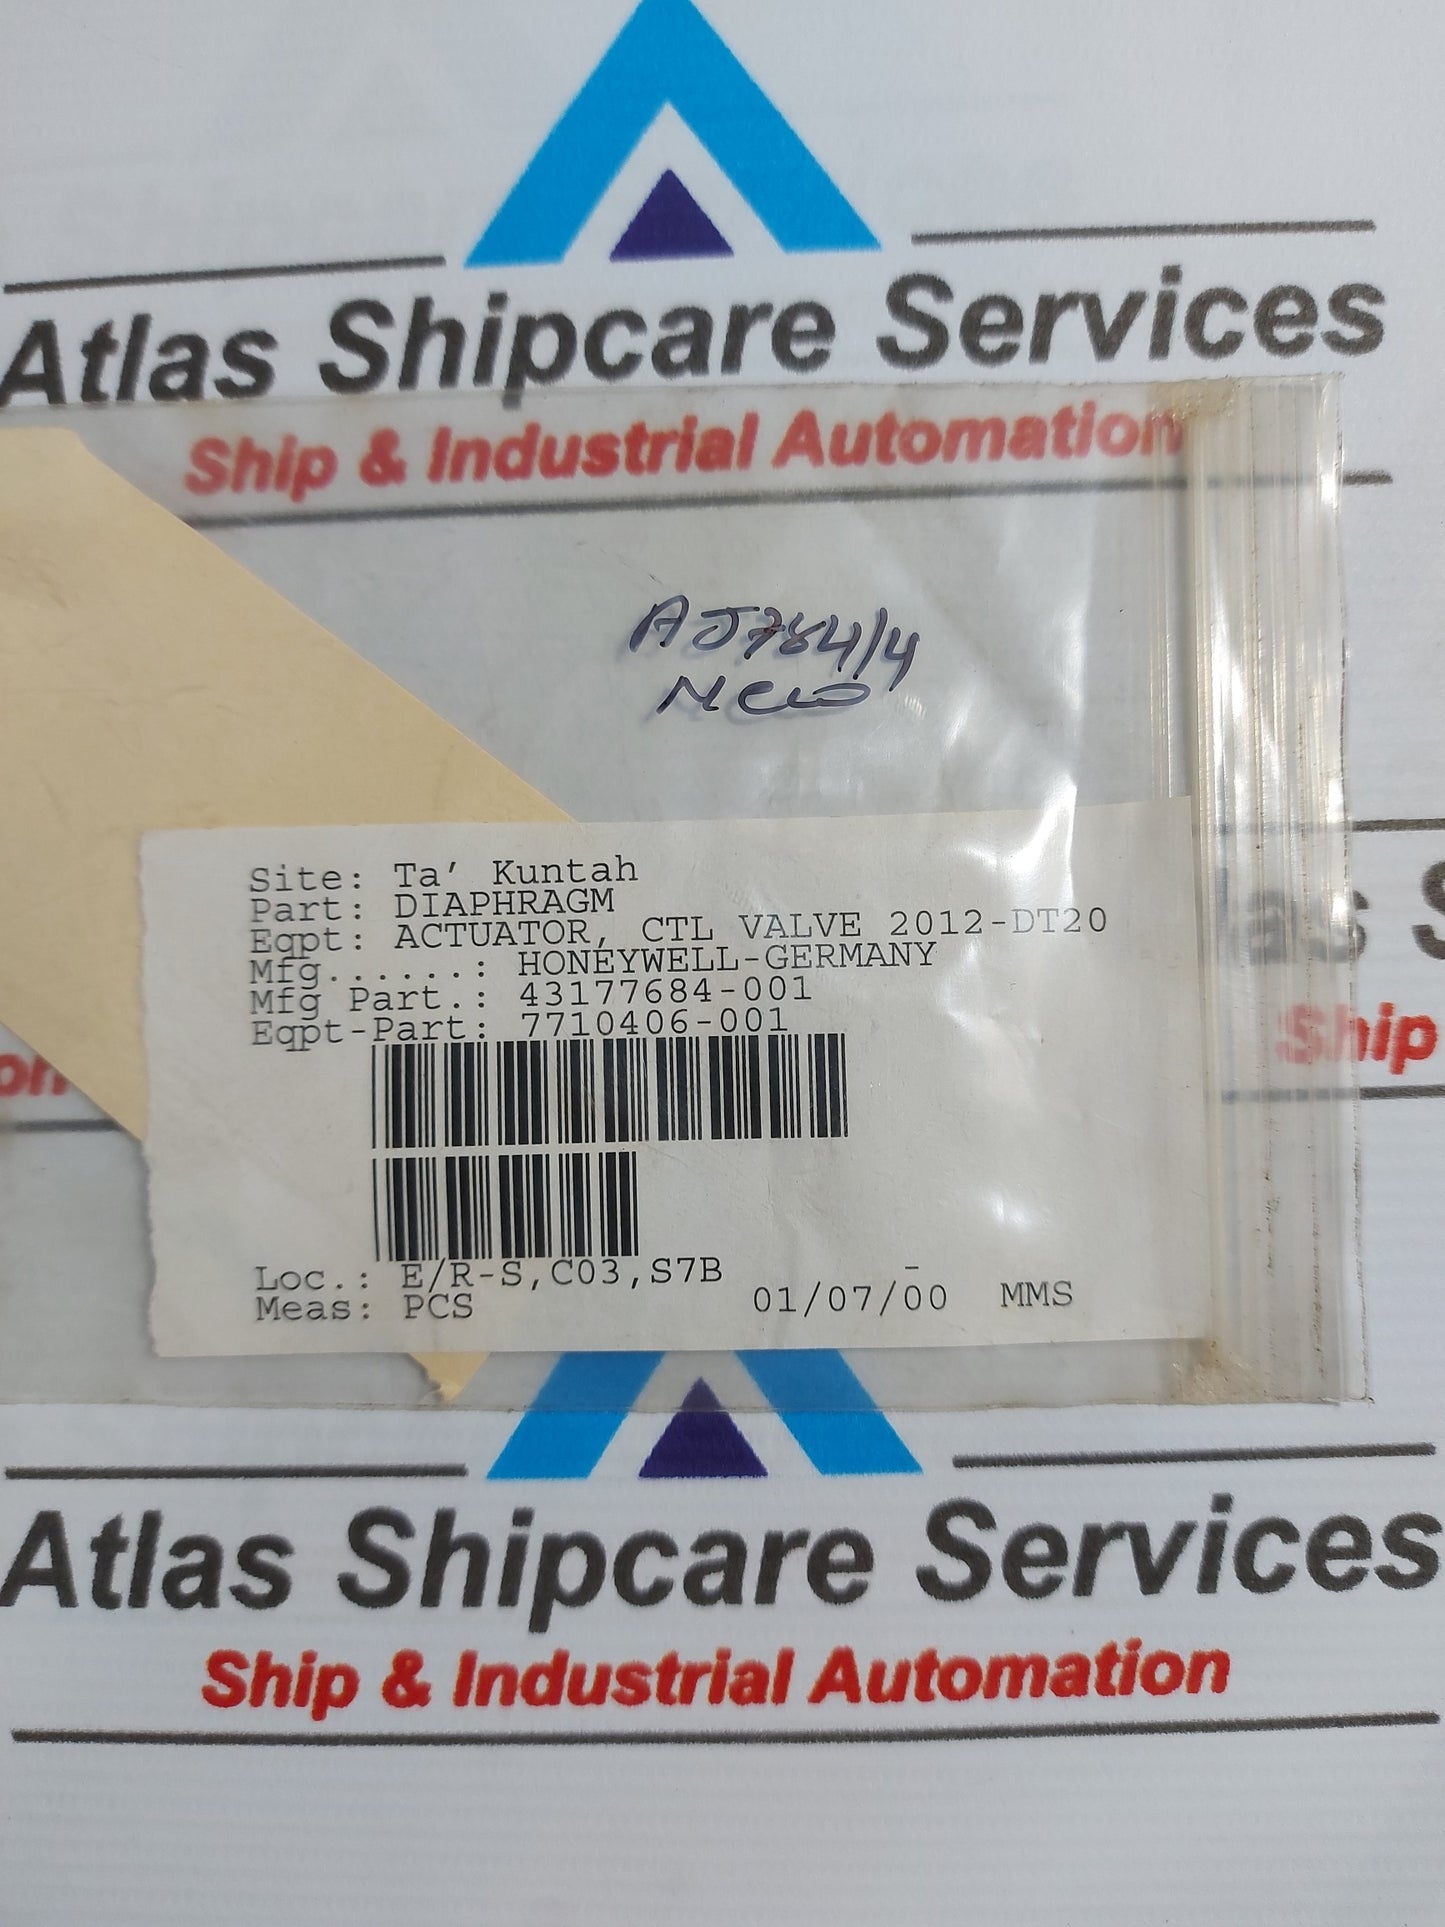 Atlas Shipcare Services
Ship & Industrial Automation
AJ784/4
New
Site: Ta' Kuntah
Part: DIAPHRAGM
Eqpt: ACTUATOR, CTL VALVE 2012-DT20
Mfg.......: HONEYWELL-GERMANY
Mfg Part.: 43177684-001
Eqpt-Part: 7710406-001
Loc.: E/R-S,C03,S7B
Meas: PCS 01/07/00 MMS
as S
Ship
on
Atlas Shipcare Services
Ship & Industrial Automation